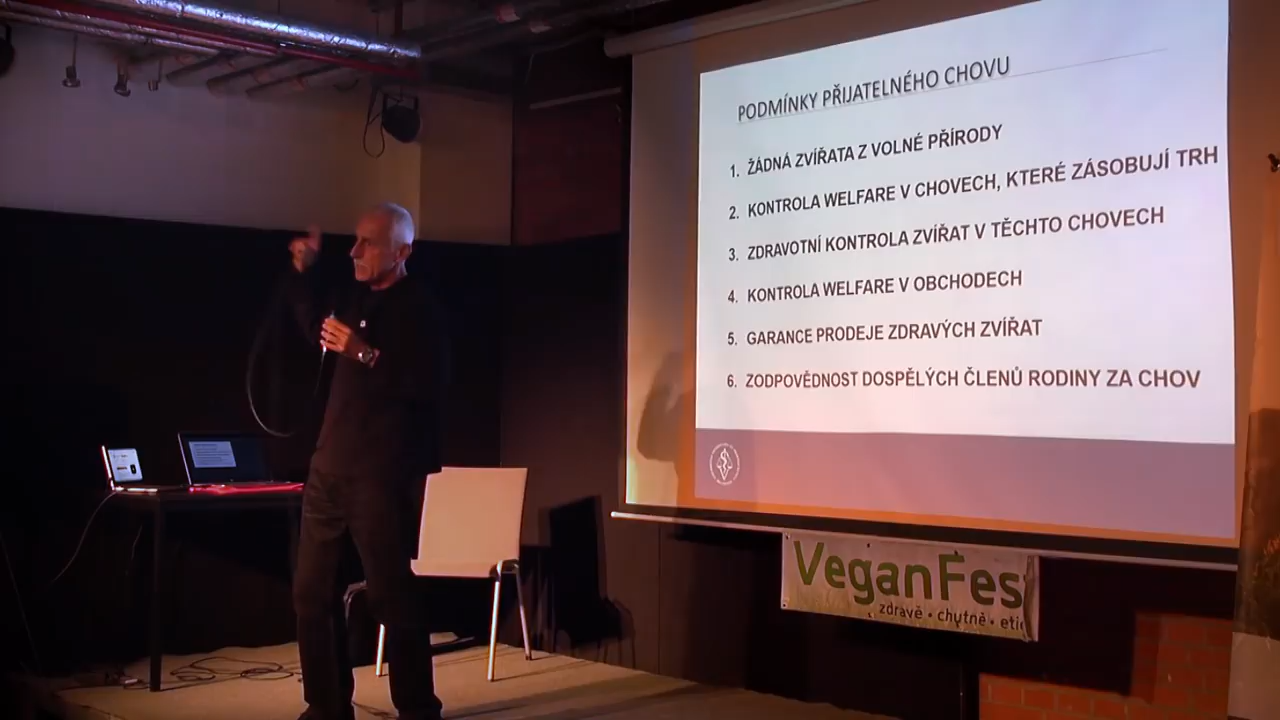 PODMÍNKY PŘIJATELNÉHO CHOVU
1. ŽÁDNÁ ZVÍŘATA Z VOLNÉ PŘÍRODY
2. KONTROLA WELFARE V CHOVECH, KTERÉ ZÁSOBUJÍ TRH
3. ZDRAVOTNÍ KONTROLA ZVÍŘAT V TĚCHTO CHOVECH
4. KONTROLA WELFARE V OBCHODECH
5. GARANCE PRODEJE ZDRAVÝCH ZVÍŘAT
6. ZODPOVĚDNOST DOSPĚLÝCH ČLENŮ RODINY ZA CHOV
VeganFes
zdravě • chutně • eti